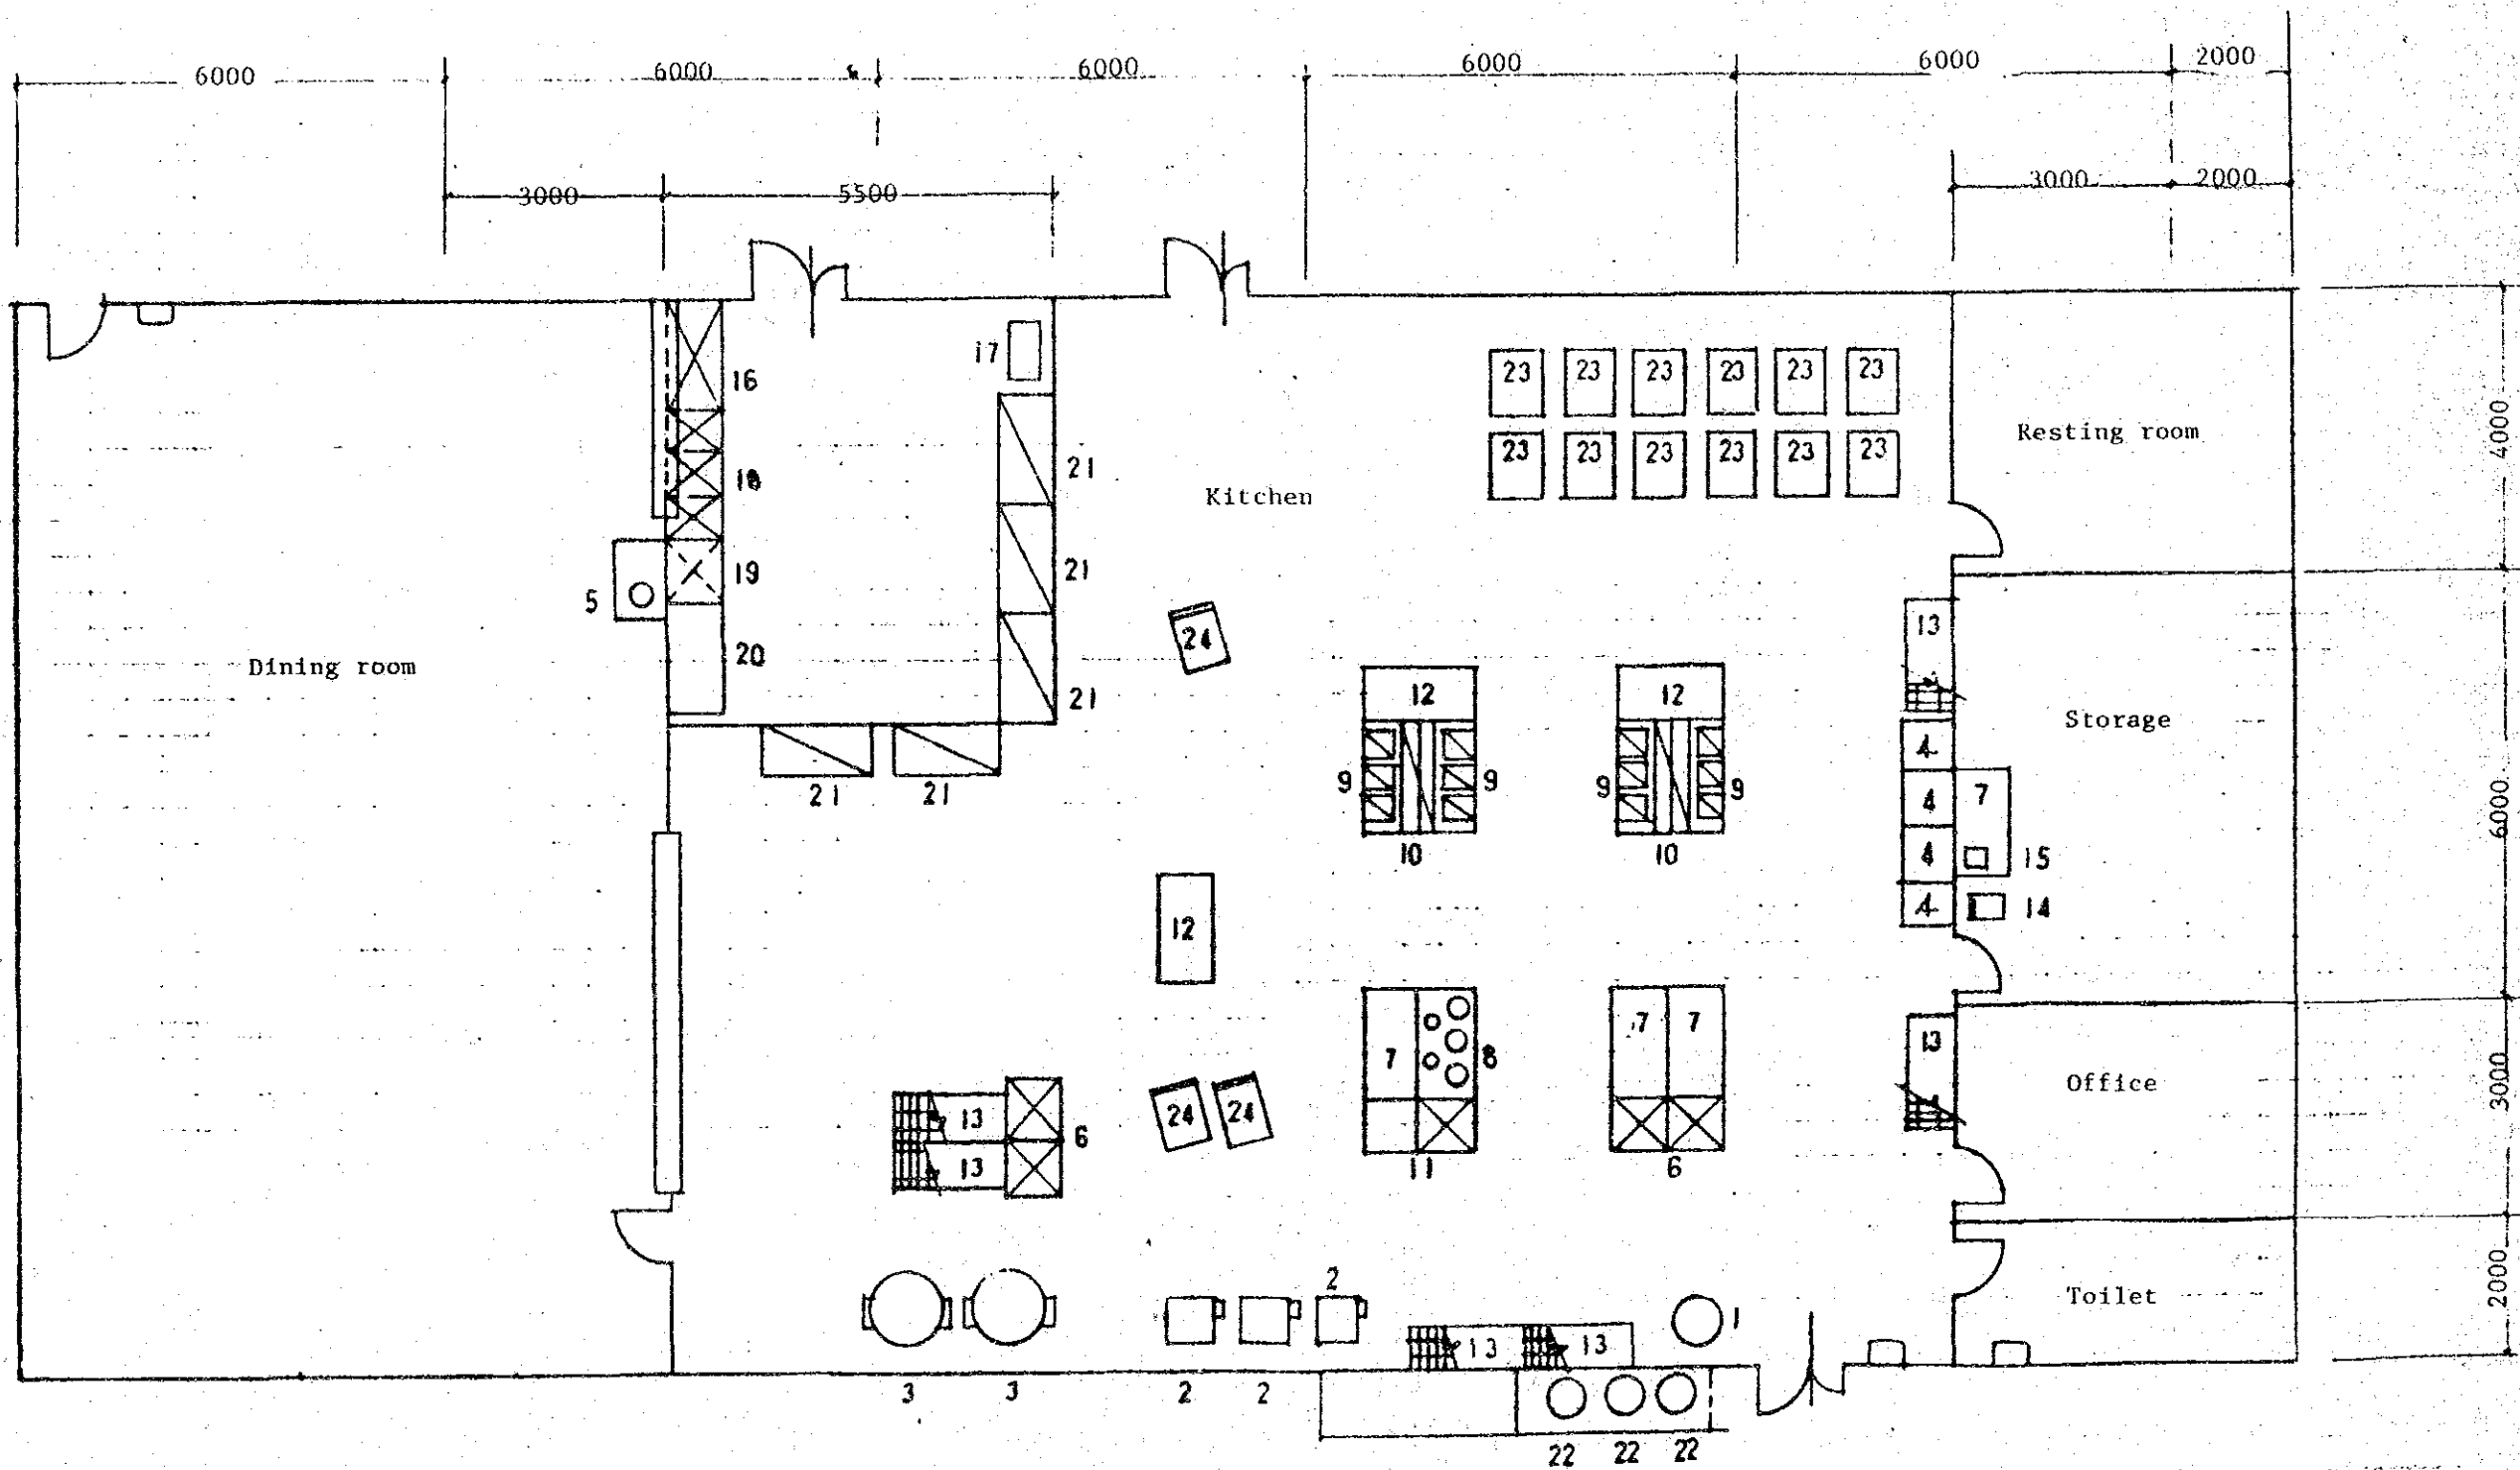 6000 6000 6000 6000 6000 2000
3000 5500 3000 2000
17
16
23 23 23 23 23 23
4000
Resting room
23 23 23 23 23 23
21
18
Kitchen
19
21
5
13
24
20
Dining room
21
12 12
Storage
4
9 9 9 9
21 21
4 7
6000
10 10
4 15
4 14
12
7 7
13
7 8
Office
3000
24 24
13
6
13
11 6
2
Toilet
2000
1
13 13
3 3 2 2
22 22 22